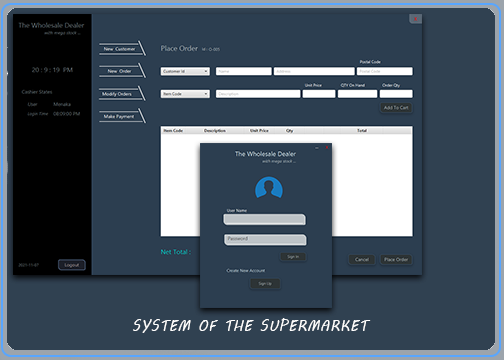 The Wholesale Dealer
with mega stock ..
20 : 9 : 19 PM
Cashier States
User Menaka
Login Time 08:09:00 PM
2021-11-07
Logout
New Customer
New Order
Modify Orders
Make Payment
Place Order
Postal Code
Customer Id Name Address Postal Code
Unit Price QTY On Hand Order Qty
Item Code Description
Add To Cart
Item Code Description Unit Price Qty Total
Net Total :
Cancel Place Order
The Wholesale Dealer
with mega stock ..
User Name
Password
Sign In
Create New Account
Sign Up
SYSTEM OF THE SUPERMARKET